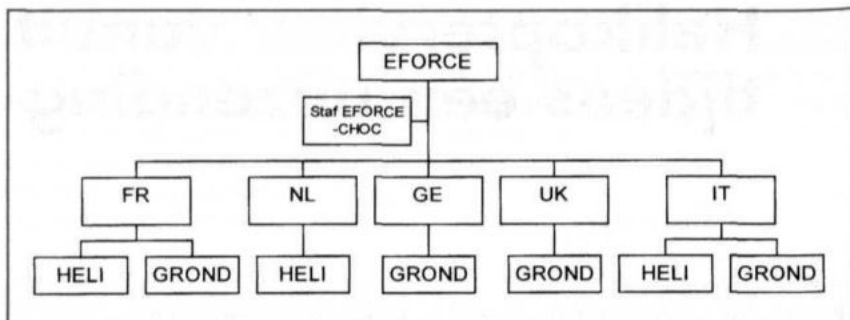 EFORCE
Staf EFORCE
-CHOC
FR NL GE UK IT
HELI GROND HELI GROND GROND HELI GROND